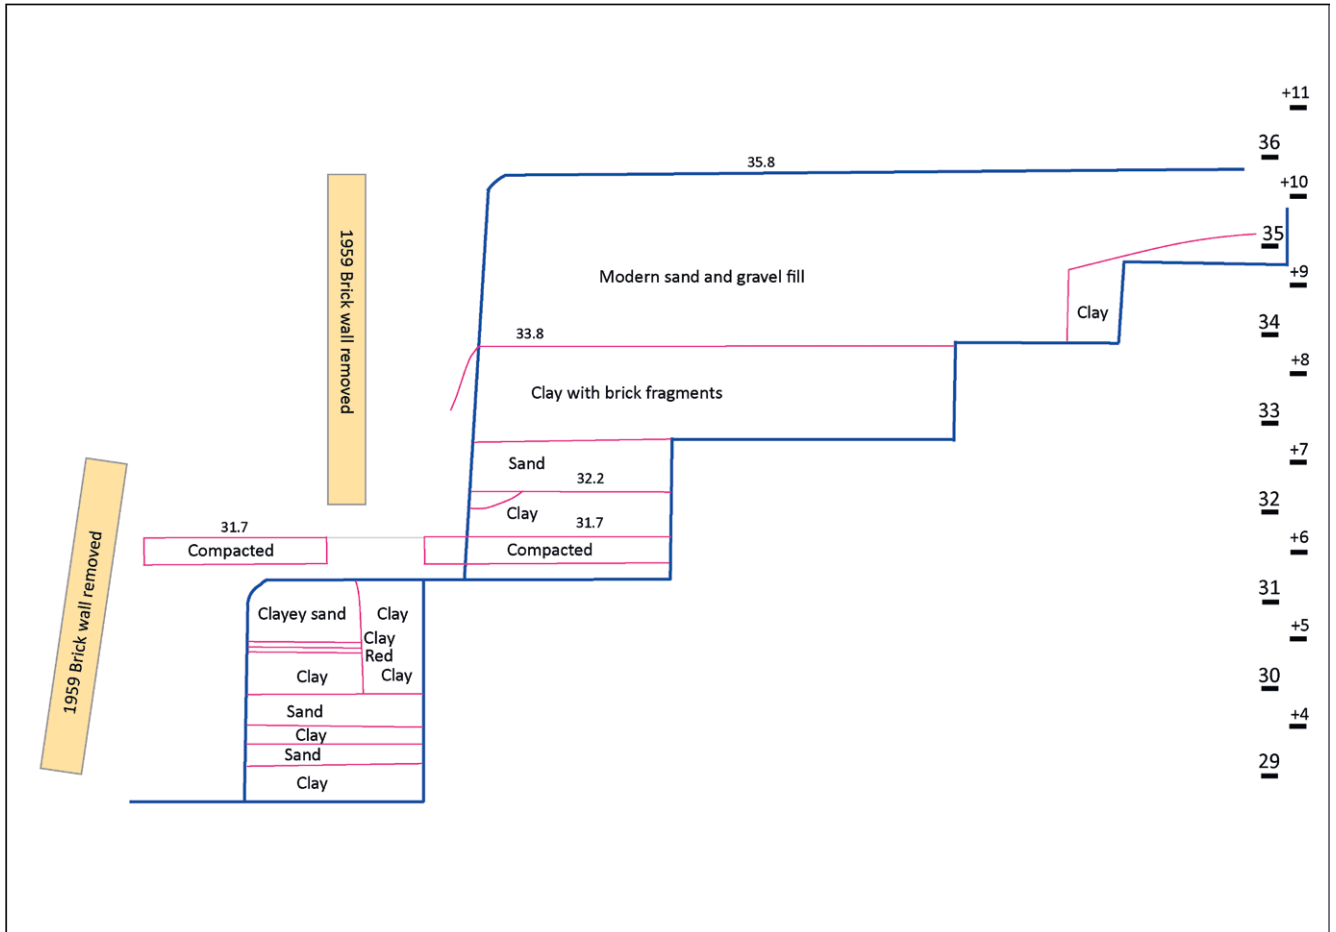 +11
36
35.8
+10
35
1959 Brick wall removed
Modern sand and gravel fill
+9
Clay
34
33.8
+8
Clay with brick fragments
33
+7
Sand
32.2
32
Clay
31.7
31.7
+6
Compacted
Compacted
1959 Brick wall removed
31
Clayey sand
Clay
+5
Clay
Red
Clay
Clay
30
Sand
+4
Clay
Sand
29
Clay